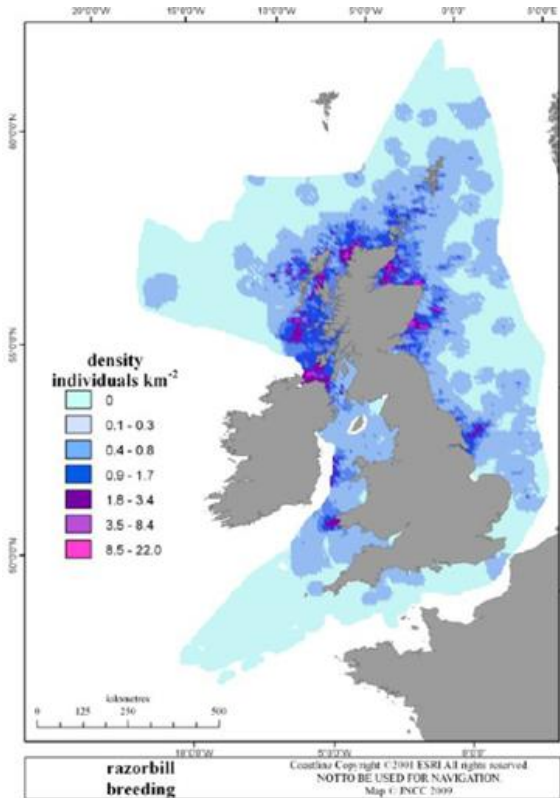 20°0'0"W 15°0'0"W 10°0'0"W 5°0'0"W 0°0'0" 5°0'0"E
60°0'0"N
55°0'0"N
density
individuals km-2
0
0.1 - 0.3
0.4 - 0.8
0.9 - 1.7
1.8 - 3.4
3.5 - 8.4
8.5 - 22.0
50°0'0"N
kilometres
0 125 250 500
10°0'0"W 5°0'0"W 0°0'0"
razorbill
breeding
Coastline Copyright ©2001 ESRI All rights reserved
NOT TO BE USED FOR NAVIGATION
Map © JNCC 2009